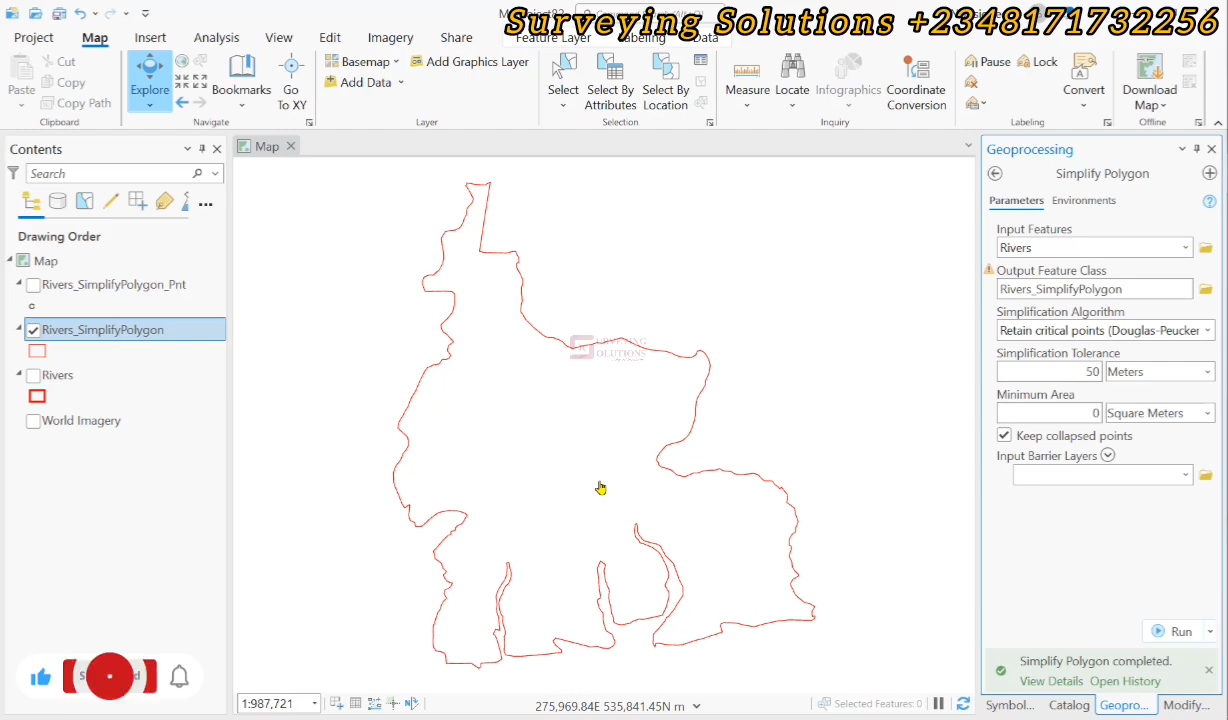 Surveying Solutions +2348171732256
Project Map Insert Analysis View Edit Imagery Share Feature Layer Labeling Data
Paste
Cut
Copy
Copy Path
Clipboard
Explore
Bookmarks
Go
To XY
Navigate
Basemap
Add Data
Add Graphics Layer
Layer
Select
Select By
Attributes
Select By
Location
Selection
Measure
Locate
Infographics
Coordinate
Conversion
Inquiry
Pause
Lock
Convert
Labeling
Download
Map
Offline
Contents
Search
Drawing Order
Map
Rivers_SimplifyPolygon_Pnt
Rivers_SimplifyPolygon
Rivers
World Imagery
Map
SOLUTIONS
1:987,721
275,969.84E 535,841.45N m
Selected Features: 0
Geoprocessing
Simplify Polygon
Parameters Environments
Input Features
Rivers
Output Feature Class
Rivers_SimplifyPolygon
Simplification Algorithm
Retain critical points (Douglas-Peucker
Simplification Tolerance
50 Meters
Minimum Area
0 Square Meters
Keep collapsed points
Input Barrier Layers
Run
Simplify Polygon completed.
View Details Open History
Symbol... Catalog Geopro... Modify...